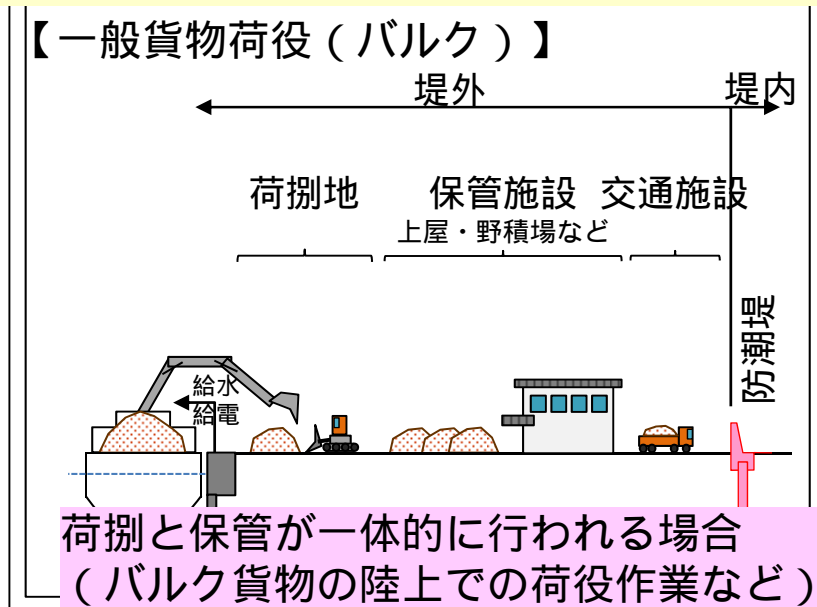 【一般貨物荷役（バルク）】
堤外
堤内
荷捌地
保管施設
交通施設
上屋・野積場など
防潮堤
給水
給電
荷捌と保管が一体的に行われる場合
（バルク貨物の陸上での荷役作業など）